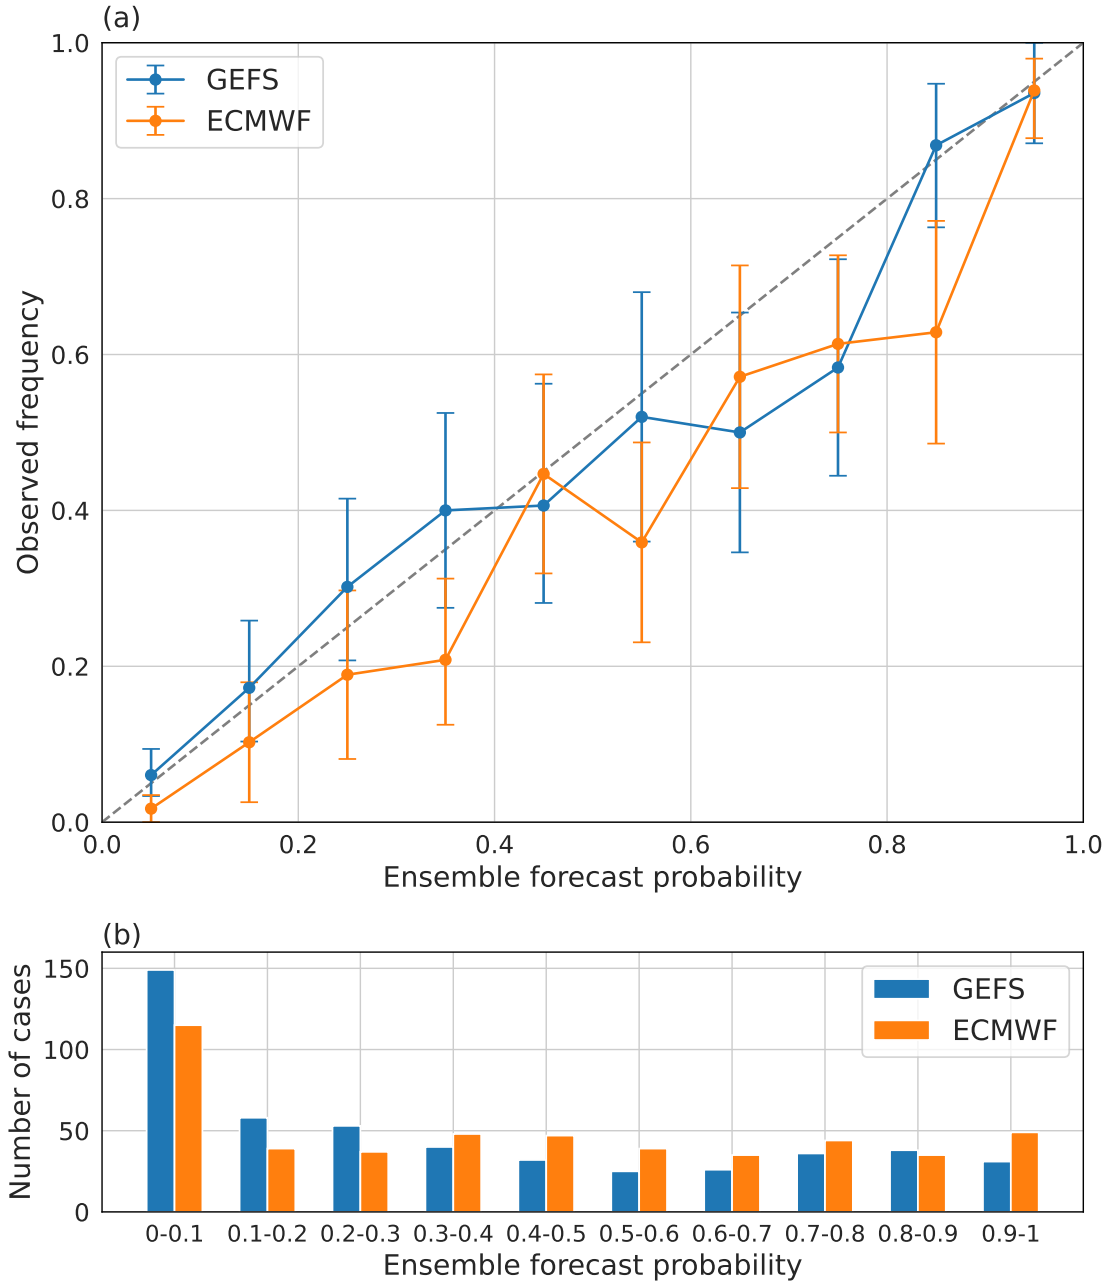 (a)
1.0
0.8
0.6
0.4
0.2
0.0
Observed frequency
GEFS
ECMWF
0.0 0.2 0.4 0.6 0.8 1.0
Ensemble forecast probability
(b)
150
100
50
0
Number of cases
GEFS
ECMWF
0-0.1 0.1-0.2 0.2-0.3 0.3-0.4 0.4-0.5 0.5-0.6 0.6-0.7 0.7-0.8 0.8-0.9 0.9-1
Ensemble forecast probability